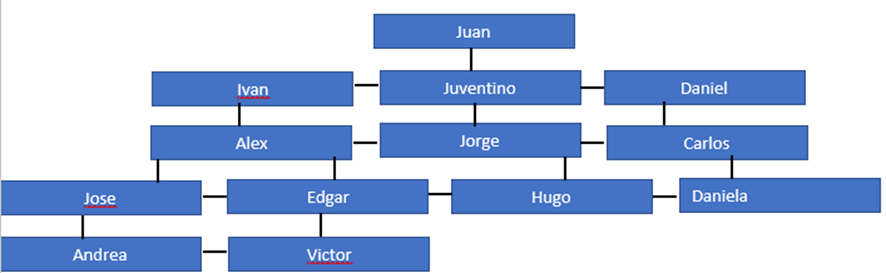 Juan
Ivan
Juventino
Daniel
Alex
Jorge
Carlos
Jose
Edgar
Hugo
Daniela
Andrea
Victor